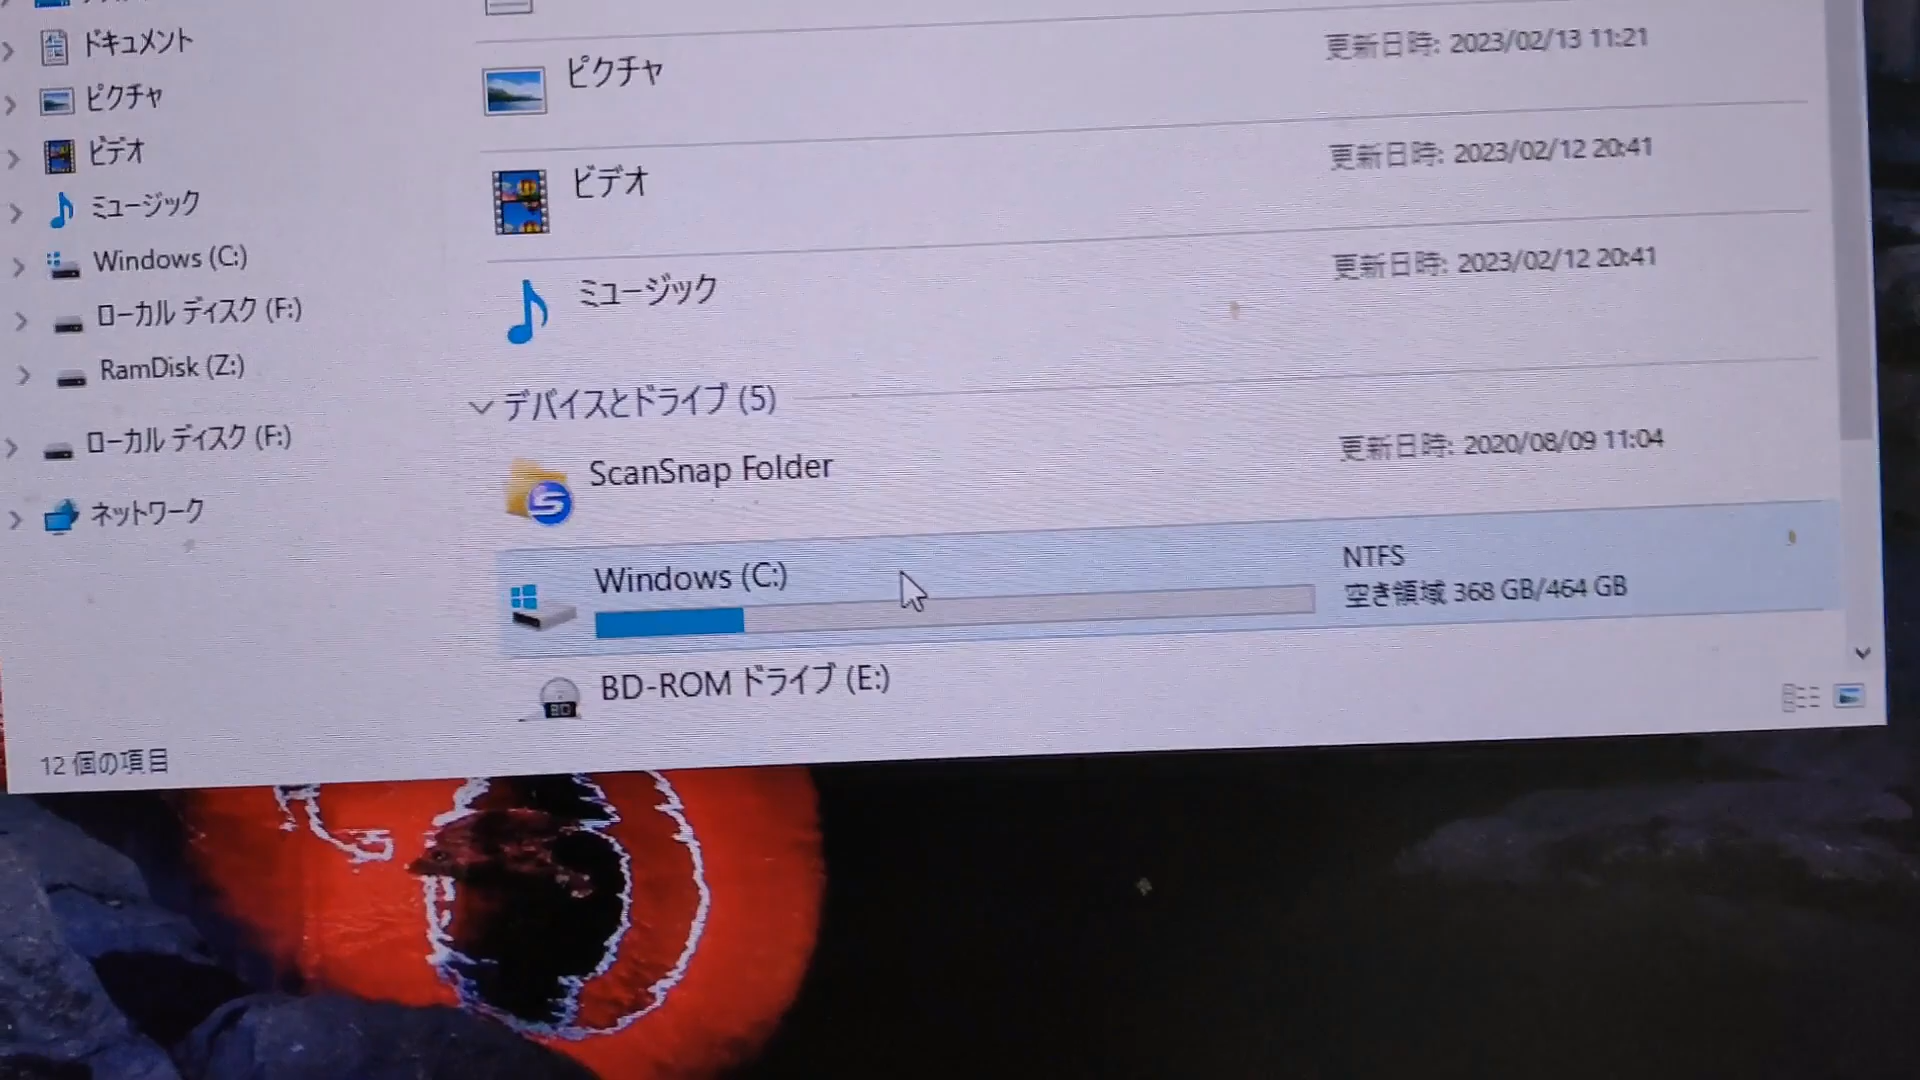 ドキュメント
ピクチャ
ビデオ
ミュージック
Windows (C:)
ローカル ディスク (F:)
RamDisk (Z:)
ローカル ディスク (F:)
ネットワーク
12 個の項目
ピクチャ
更新日時: 2023/02/13 11:21
ビデオ
更新日時: 2023/02/12 20:41
ミュージック
更新日時: 2023/02/12 20:41
デバイスとドライブ (5)
ScanSnap Folder
更新日時: 2020/08/09 11:04
Windows (C:)
NTFS
空き領域 368 GB/464 GB
BD-ROM ドライブ (E:)
BD